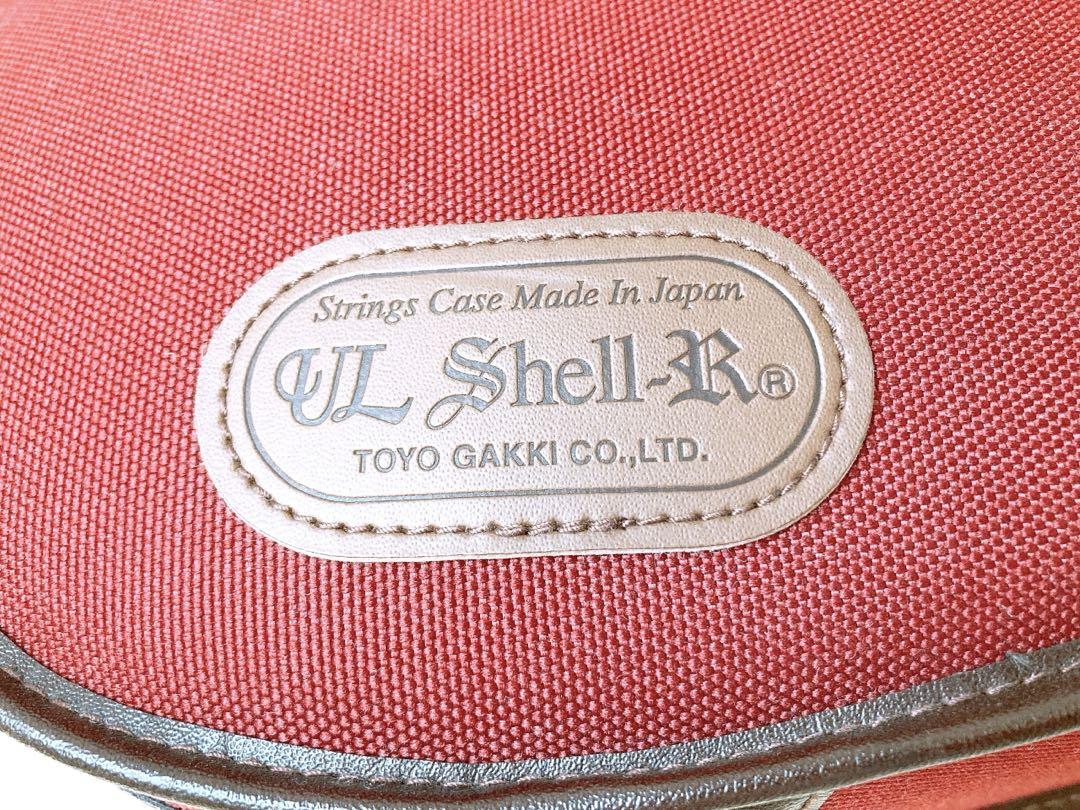 Strings Case Made In Japan
UL Shell-R®
TOYO GAKKI CO.,LTD.